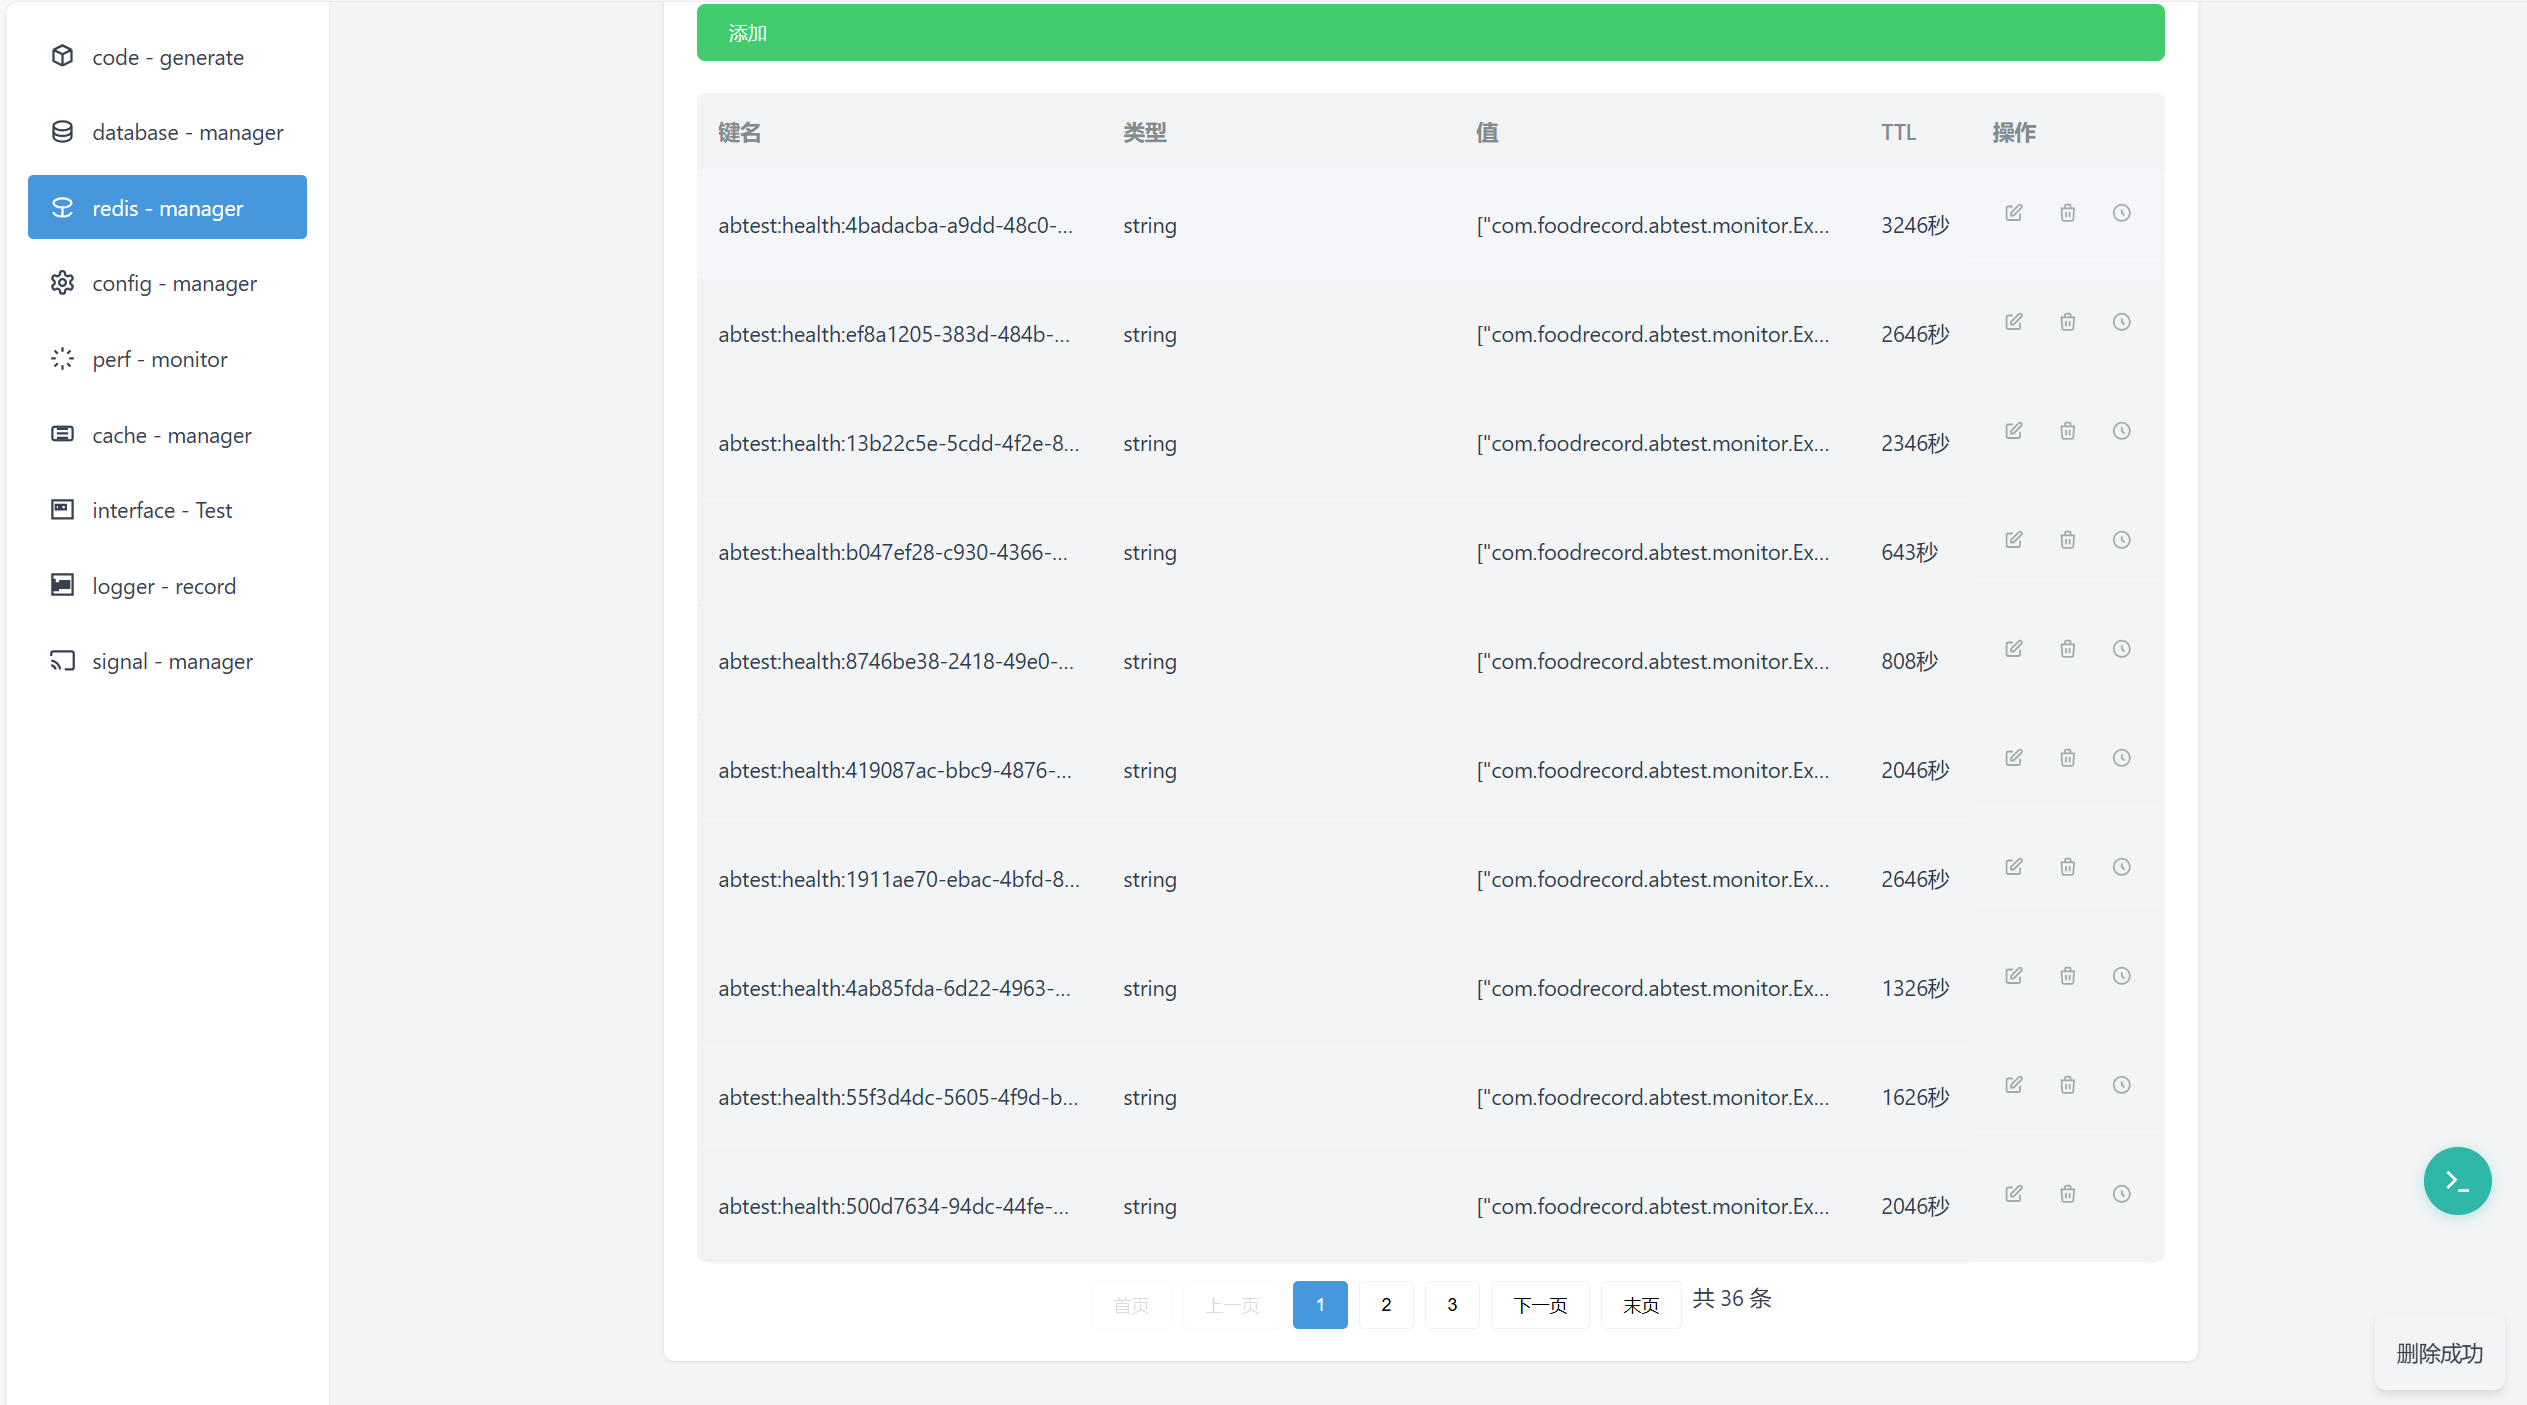 code - generate
database - manager
redis - manager
config - manager
perf - monitor
cache - manager
interface - Test
logger - record
signal - manager
添加
键名 类型 值 TTL 操作
abtest:health:4badacba-a9dd-48c0-... string ["com.foodrecord.abtest.monitor.Ex... 3246秒
abtest:health:ef8a1205-383d-484b-... string ["com.foodrecord.abtest.monitor.Ex... 2646秒
abtest:health:13b22c5e-5cdd-4f2e-8... string ["com.foodrecord.abtest.monitor.Ex... 2346秒
abtest:health:b047ef28-c930-4366-... string ["com.foodrecord.abtest.monitor.Ex... 643秒
abtest:health:8746be38-2418-49e0-... string ["com.foodrecord.abtest.monitor.Ex... 808秒
abtest:health:419087ac-bbc9-4876-... string ["com.foodrecord.abtest.monitor.Ex... 2046秒
abtest:health:1911ae70-ebac-4bfd-8... string ["com.foodrecord.abtest.monitor.Ex... 2646秒
abtest:health:4ab85fda-6d22-4963-... string ["com.foodrecord.abtest.monitor.Ex... 1326秒
abtest:health:55f3d4dc-5605-4f9d-b... string ["com.foodrecord.abtest.monitor.Ex... 1626秒
abtest:health:500d7634-94dc-44fe-... string ["com.foodrecord.abtest.monitor.Ex... 2046秒
首页 上一页 1 2 3 下一页 末页 共 36 条
删除成功